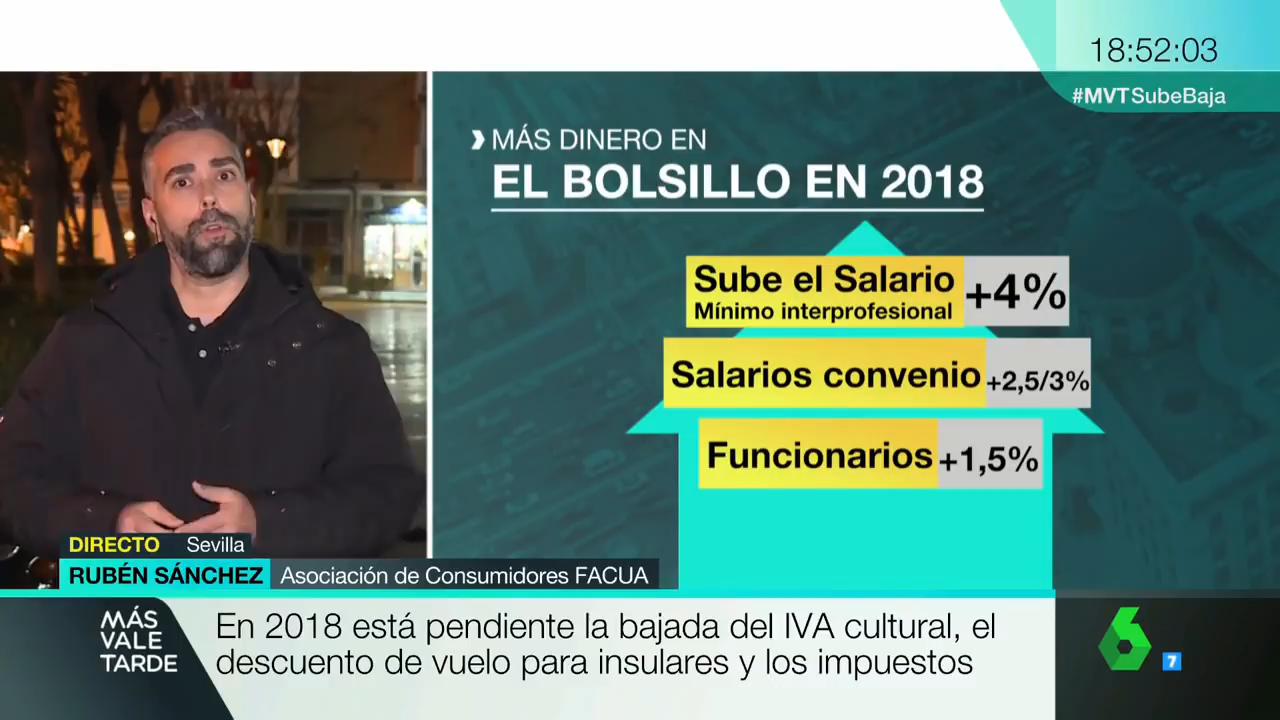 18:52:03
#MVTSubeBaja
MÁS DINERO EN
EL BOLSILLO EN 2018
Sube el Salario
Mínimo interprofesional
+4%
Salarios convenio
+2,5/3%
Funcionarios
+1,5%
DIRECTO Sevilla
RUBÉN SÁNCHEZ Asociación de Consumidores FACUA
MÁS
VALE
TARDE
En 2018 está pendiente la bajada del IVA cultural, el
descuento de vuelo para insulares y los impuestos
6
7